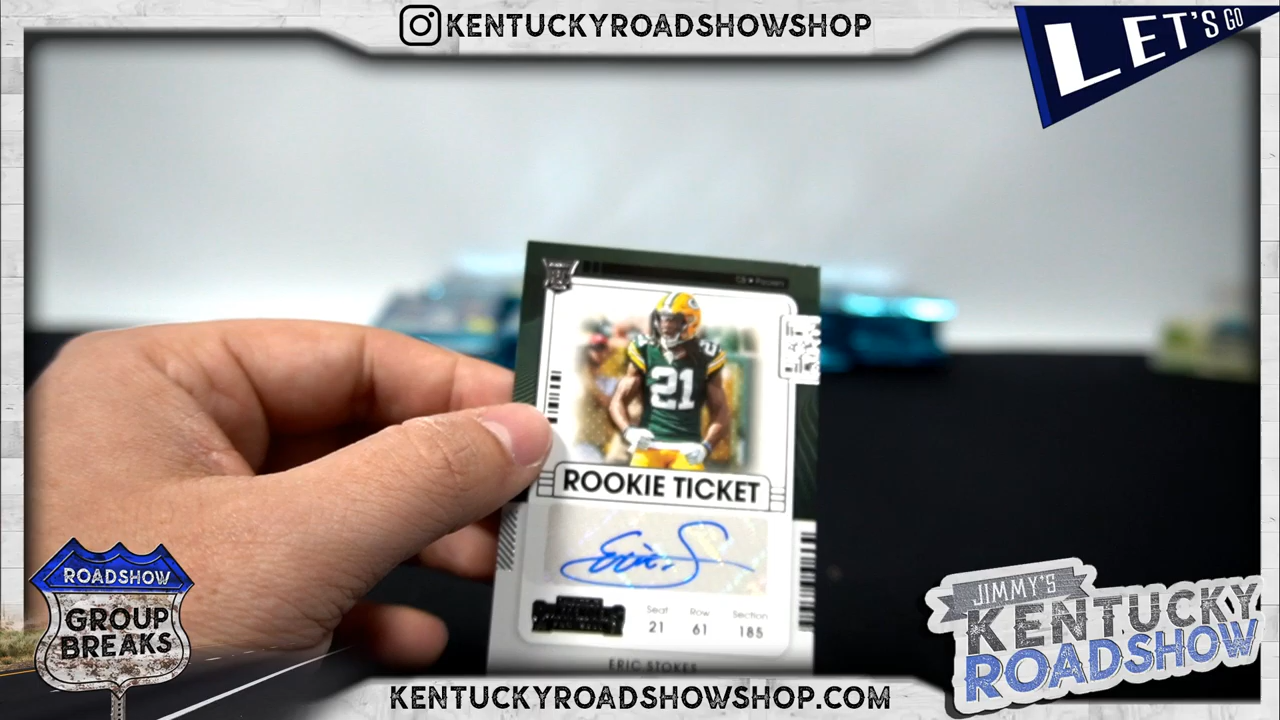 KENTUCKYROADSHOWSHOP
LET'S GO
21
ROOKIE TICKET
Seat Row Section
21 61 185
ERIC STOKES
ROADSHOW
GROUP
BREAKS
JIMMY'S
KENTUCKY
ROADSHOW
KENTUCKYROADSHOWSHOP.COM